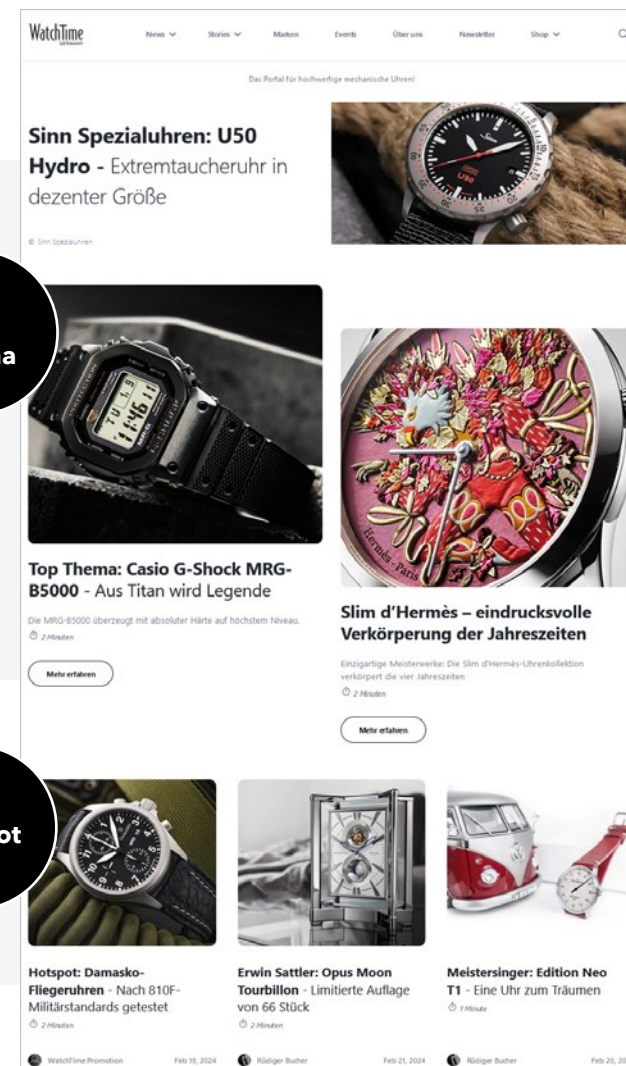 WatchTime
GERMANY
News
Stories
Marken
Events
Über uns
Newsletter
Shop
Das Portal für hochwertige mechanische Uhren!
Sinn Spezialuhren: U50
Hydro - Extremtaucheruhr in
dezenter Größe
© Sinn Spezialuhren
Sinn
U50
Top Thema: Casio G-Shock MRG-
B5000 - Aus Titan wird Legende
Die MRG-B5000 überzeugt mit absoluter Härte auf höchstem Niveau.
2 Minuten
Mehr erfahren
Hermès - Paris
Slim d’Hermès – eindrucksvolle
Verkörperung der Jahreszeiten
Einzigartige Meisterwerke: Die Slim d’Hermès-Uhrenkollektion
verkörpert die vier Jahreszeiten
2 Minuten
Mehr erfahren
Hotspot: Damasko-
Fliegeruhren - Nach 810F-
Militärstandards getestet
2 Minuten
WatchTime Promotion
Feb 19, 2024
Erwin Sattler: Opus Moon
Tourbillon - Limitierte Auflage
von 66 Stück
2 Minuten
Rüdiger Bucher
Feb 21, 2024
Meistersinger: Edition Neo
T1 - Eine Uhr zum Träumen
1 Minute
Rüdiger Bucher
Feb 20, 20